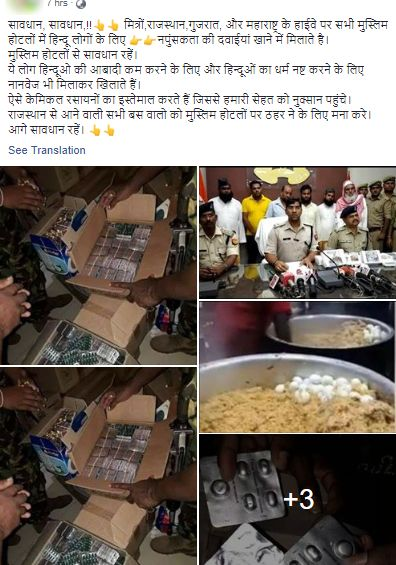 7 hrs ·
सावधान, सावधान,!!👆👆 मित्रों,राजस्थान,गुजरात, और महाराष्ट्र के हाईवे पर सभी मुस्लिम
होटलों में हिन्दू लोगों के लिए 👉👉नपुंसकता की दवाईयां खाने में मिलाते है।
मुस्लिम होटलों से सावधान रहें।
ये लोग हिन्दूओ की आबादी कम करने के लिए और हिन्दूओं का धर्म नष्ट करने के लिए
नानवेज भी मिलाकर खिलाते हैं।
ऐसे केमिकल रसायनों का इस्तेमाल करते हैं जिससे हमारी सेहत को नुक्सान पहुंचे।
राजस्थान से आने वाली सभी बस वालो को मुस्लिम होटलों पर ठहर ने के लिए मना करे।
आगे सावधान रहें। 👆👆
See Translation
+3